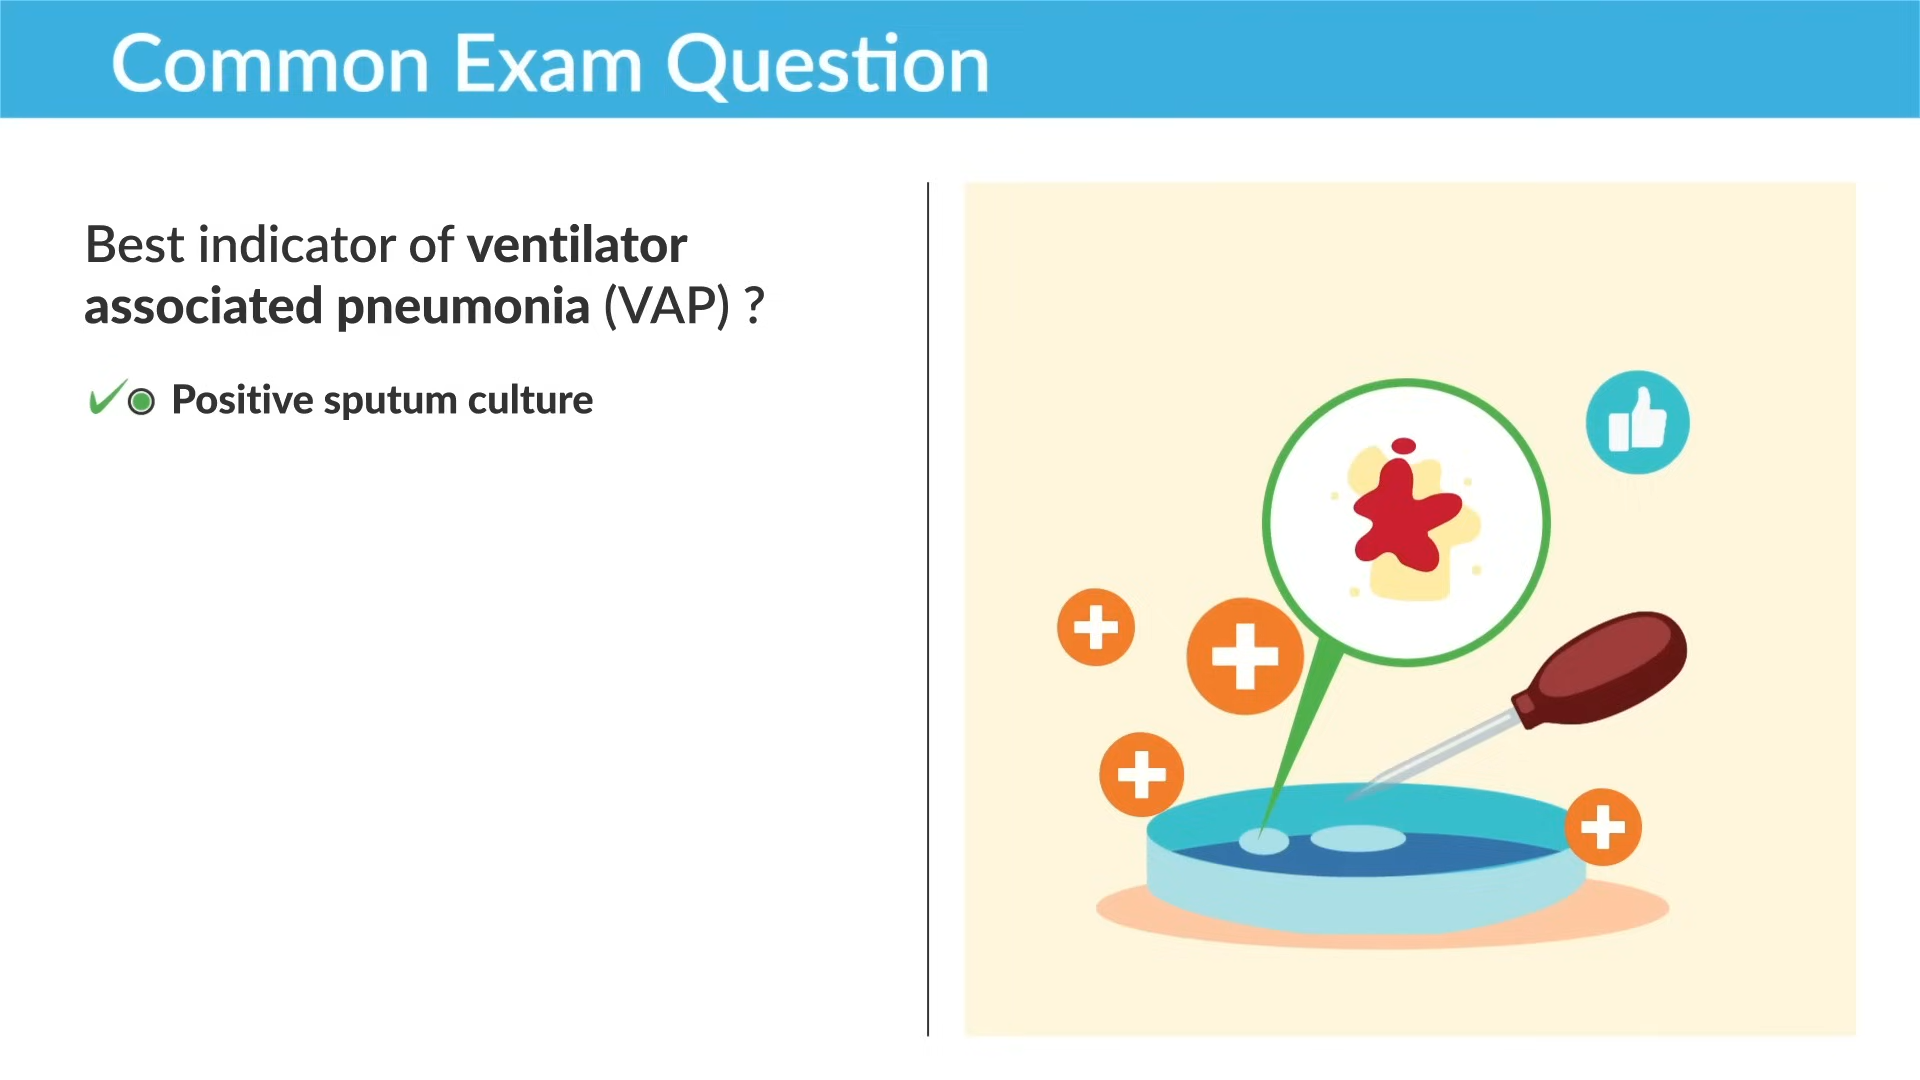 Common Exam Question
Best indicator of ventilator
associated pneumonia (VAP) ?
Positive sputum culture